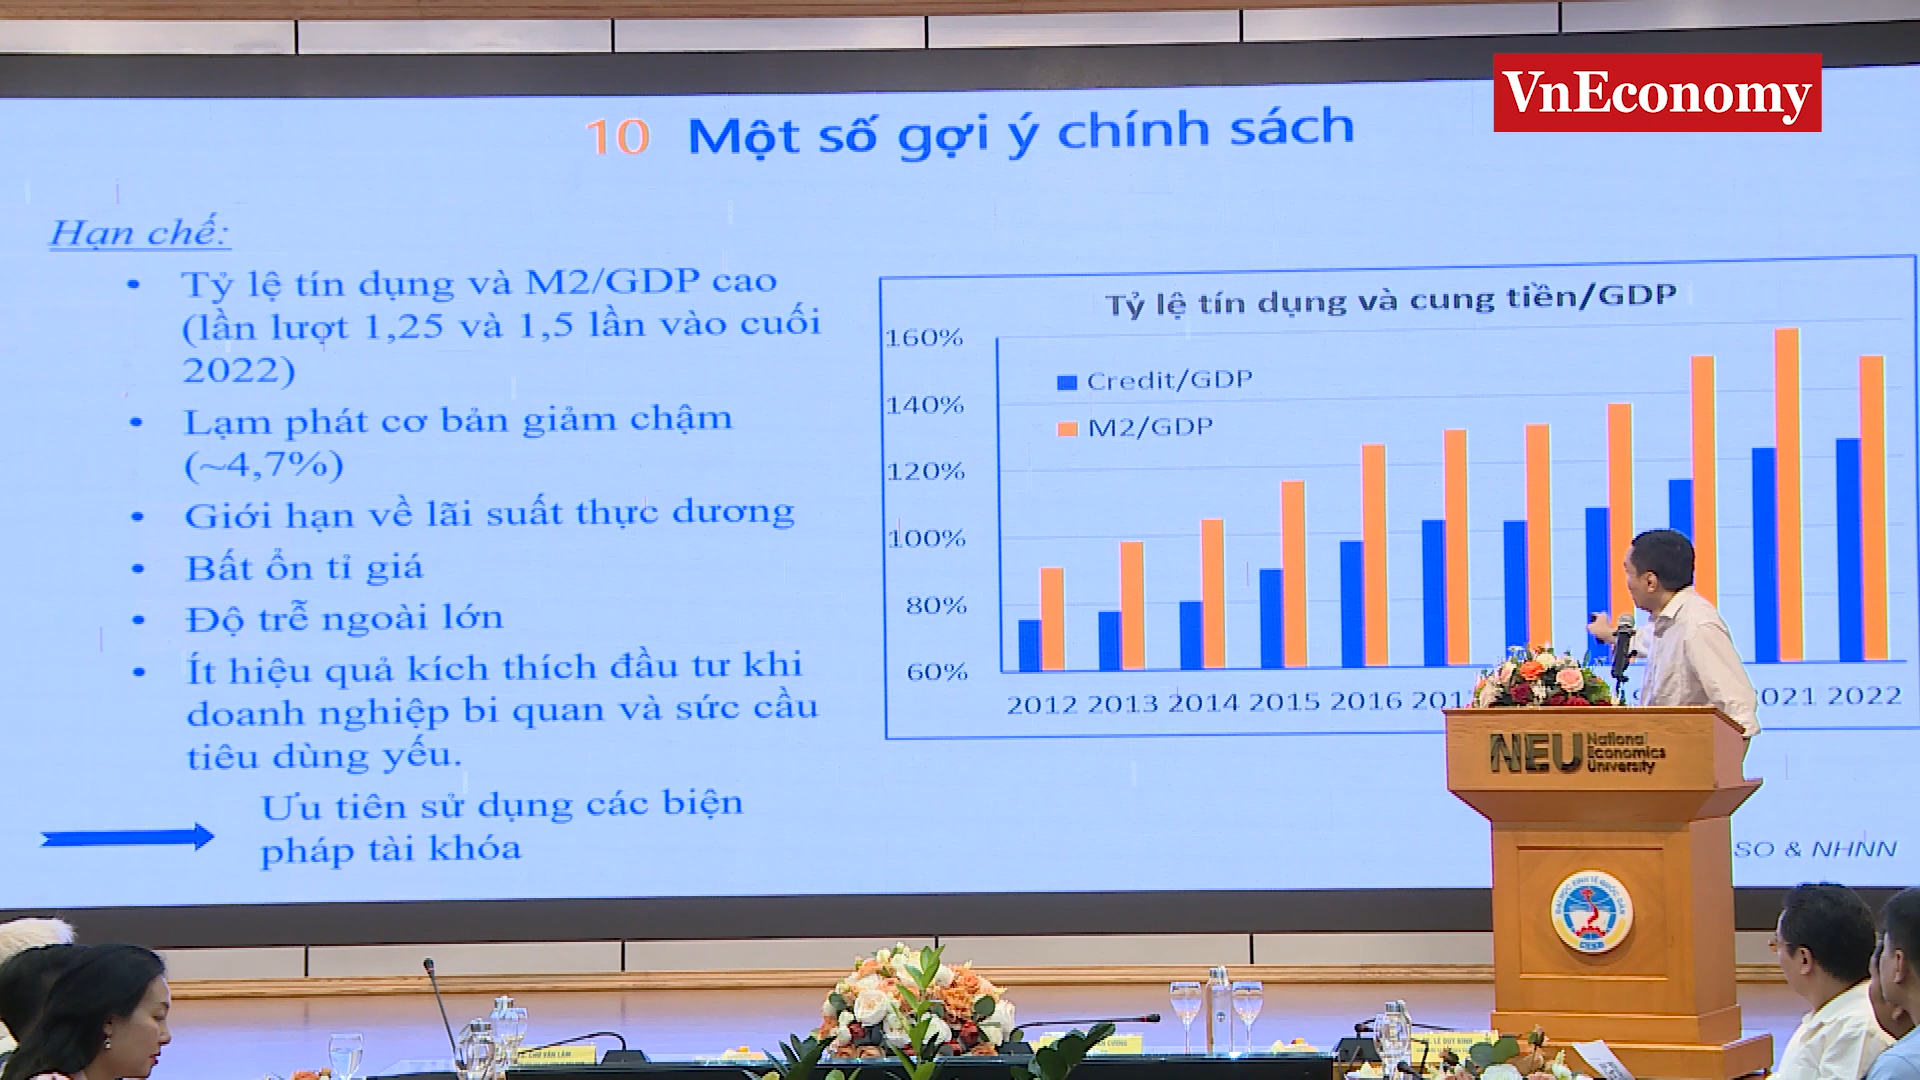 VnEconomy
10 Một số gợi ý chính sách
Hạn chế:
• Tỷ lệ tín dụng và M2/GDP cao
(lần lượt 1,25 và 1,5 lần vào cuối
2022)
• Lạm phát cơ bản giảm chậm
(~4,7%)
• Giới hạn về lãi suất thực dương
• Bất ổn tỉ giá
• Độ trễ ngoài lớn
• Ít hiệu quả kích thích đầu tư khi
doanh nghiệp bi quan và sức cầu
tiêu dùng yếu.
Ưu tiên sử dụng các biện
pháp tài khóa
Tỷ lệ tín dụng và cung tiền/GDP
160%
140%
120%
100%
80%
60%
Credit/GDP
M2/GDP
2012 2013 2014 2015 2016 2022
SO & NHNN
NEU National
Economics
University